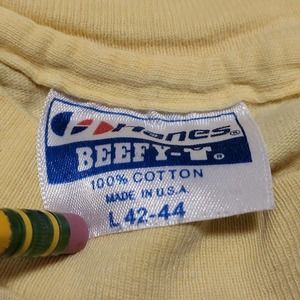 Hanes®
BEEFY-T®
100% COTTON
MADE IN U.S.A.
L 42-44